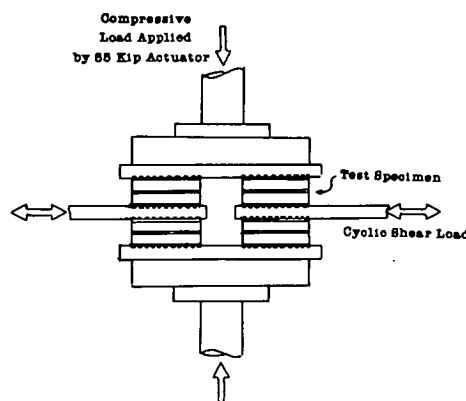 Compressive
Load Applied
by 55 Kip Actuator
Test Specimen
Cyclic Shear Load